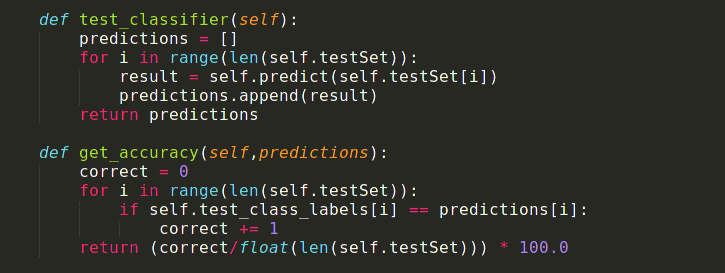 def test_classifier(self):
    predictions = []
    for i in range(len(self.testSet)):
        result = self.predict(self.testSet[i])
        predictions.append(result)
    return predictions

def get_accuracy(self,predictions):
    correct = 0
    for i in range(len(self.testSet)):
        if self.test_class_labels[i] == predictions[i]:
            correct += 1
    return (correct/float(len(self.testSet))) * 100.0